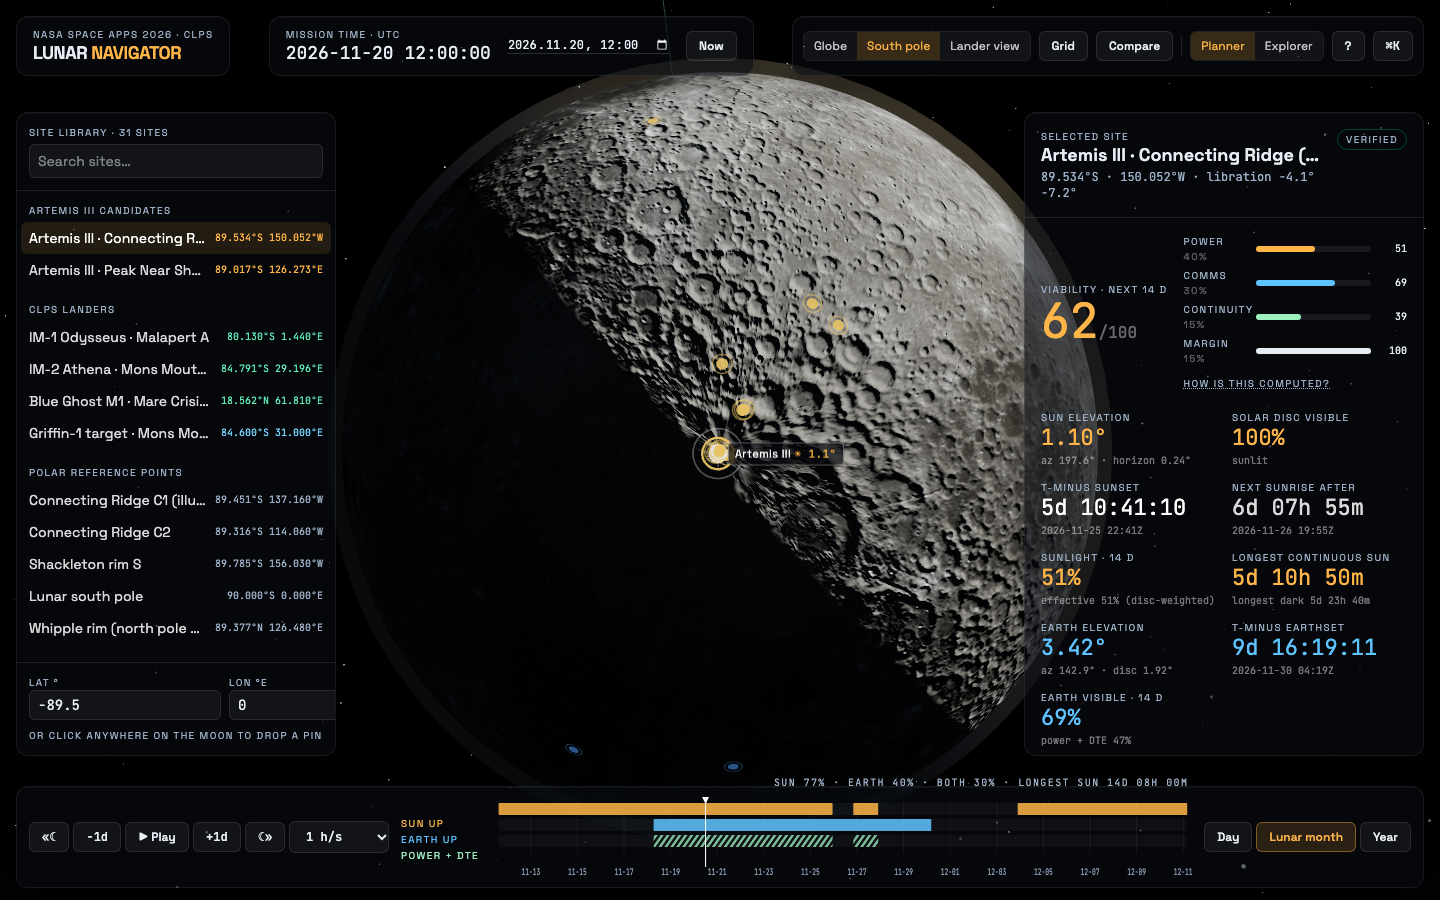 NASA SPACE APPS 2026 · CLPS
LUNAR NAVIGATOR
MISSION TIME · UTC
2026-11-20 12:00:00
2026.11.20, 12:00
Now
Globe
South pole
Lander view
Grid
Compare
Planner
Explorer
?
⌘K
SITE LIBRARY · 31 SITES
Search sites...
ARTEMIS III CANDIDATES
Artemis III · Connecting R... 89.534°S 150.052°W
Artemis III · Peak Near Sh... 89.017°S 126.273°E
CLPS LANDERS
IM-1 Odysseus · Malapert A 80.130°S 1.440°E
IM-2 Athena · Mons Mout... 84.791°S 29.196°E
Blue Ghost M1 · Mare Crisi... 18.562°N 61.810°E
Griffin-1 target · Mons Mo... 84.600°S 31.000°E
POLAR REFERENCE POINTS
Connecting Ridge C1 (illu... 89.451°S 137.160°W
Connecting Ridge C2 89.316°S 114.060°W
Shackleton rim S 89.785°S 156.030°W
Lunar south pole 90.000°S 0.000°E
Whipple rim (north pole ... 89.377°N 126.480°E
LAT ° LON °E
-89.5 0
OR CLICK ANYWHERE ON THE MOON TO DROP A PIN
Artemis III ☀ 1.1°
SELECTED SITE
VERIFIED
Artemis III · Connecting Ridge (...
89.534°S · 150.052°W · libration -4.1°
-7.2°
VIABILITY · NEXT 14 D
62/100
POWER 40% 51
COMMS 30% 69
CONTINUITY 15% 39
MARGIN 15% 100
HOW IS THIS COMPUTED?
SUN ELEVATION
1.10°
az 197.6° · horizon 0.24°
SOLAR DISC VISIBLE
100%
sunlit
T-MINUS SUNSET
5d 10:41:10
2026-11-25 22:41Z
NEXT SUNRISE AFTER
6d 07h 55m
2026-11-26 19:55Z
SUNLIGHT · 14 D
51%
effective 51% (disc-weighted)
LONGEST CONTINUOUS SUN
5d 10h 50m
longest dark 5d 23h 40m
EARTH ELEVATION
3.42°
az 142.9° · disc 1.92°
T-MINUS EARTHSET
9d 16:19:11
2026-11-30 04:19Z
EARTH VISIBLE · 14 D
69%
power + DTE 47%
SUN 77% · EARTH 40% · BOTH 30% · LONGEST SUN 14D 08H 00M
«☾
-1d
▶ Play
+1d
☾»
1 h/s
SUN UP
EARTH UP
POWER + DTE
11-13 11-15 11-17 11-19 11-21 11-23 11-25 11-27 11-29 12-01 12-03 12-05 12-07 12-09 12-11
Day
Lunar month
Year